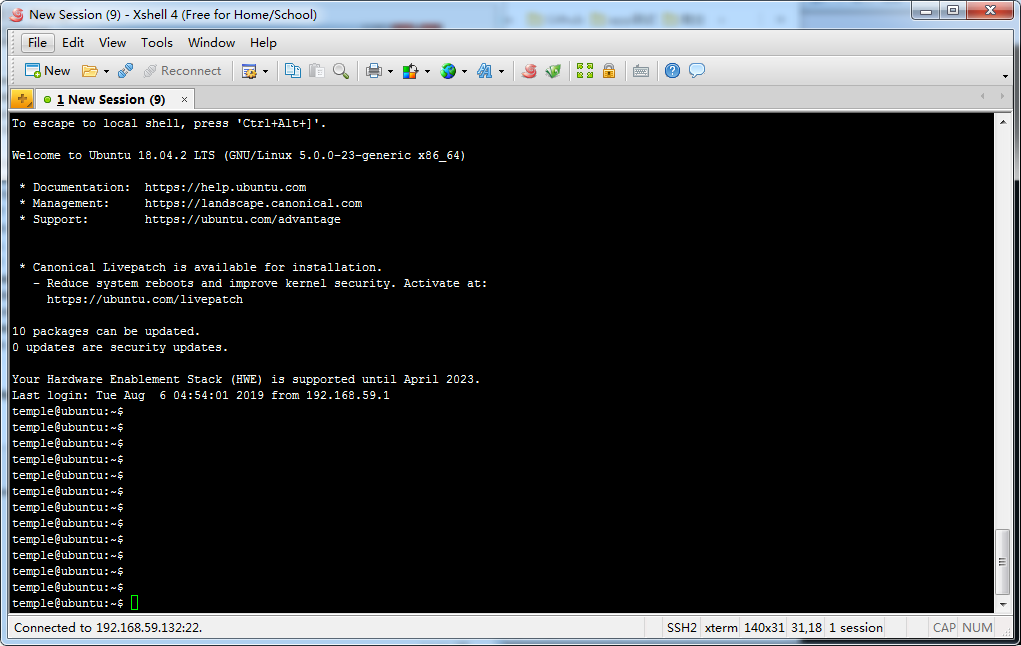 New Session (9) - Xshell 4 (Free for Home/School)
File Edit View Tools Window Help
New Reconnect
1 New Session (9)
To escape to local shell, press 'Ctrl+Alt+]'.
Welcome to Ubuntu 18.04.2 LTS (GNU/Linux 5.0.0-23-generic x86_64)
* Documentation:  https://help.ubuntu.com
* Management:     https://landscape.canonical.com
* Support:        https://ubuntu.com/advantage
* Canonical Livepatch is available for installation.
- Reduce system reboots and improve kernel security. Activate at:
https://ubuntu.com/livepatch
10 packages can be updated.
0 updates are security updates.
Your Hardware Enablement Stack (HWE) is supported until April 2023.
Last login: Tue Aug  6 04:54:01 2019 from 192.168.59.1
temple@ubuntu:~$
temple@ubuntu:~$
temple@ubuntu:~$
temple@ubuntu:~$
temple@ubuntu:~$
temple@ubuntu:~$
temple@ubuntu:~$
temple@ubuntu:~$
temple@ubuntu:~$
temple@ubuntu:~$
temple@ubuntu:~$
temple@ubuntu:~$
temple@ubuntu:~$
Connected to 192.168.59.132:22. SSH2 xterm 140x31 31,18 1 session CAP NUM